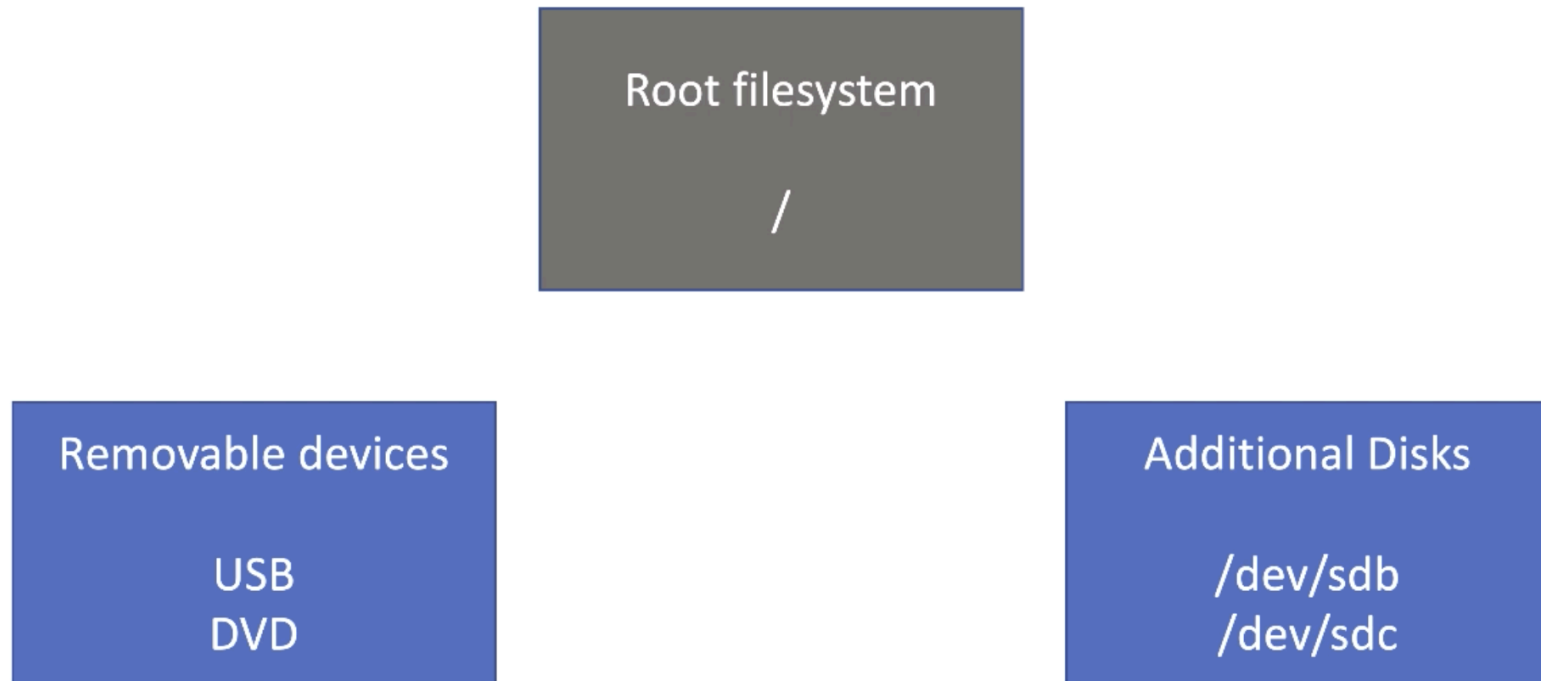 Root filesystem
/
Removable devices
USB
DVD
Additional Disks
/dev/sdb
/dev/sdc